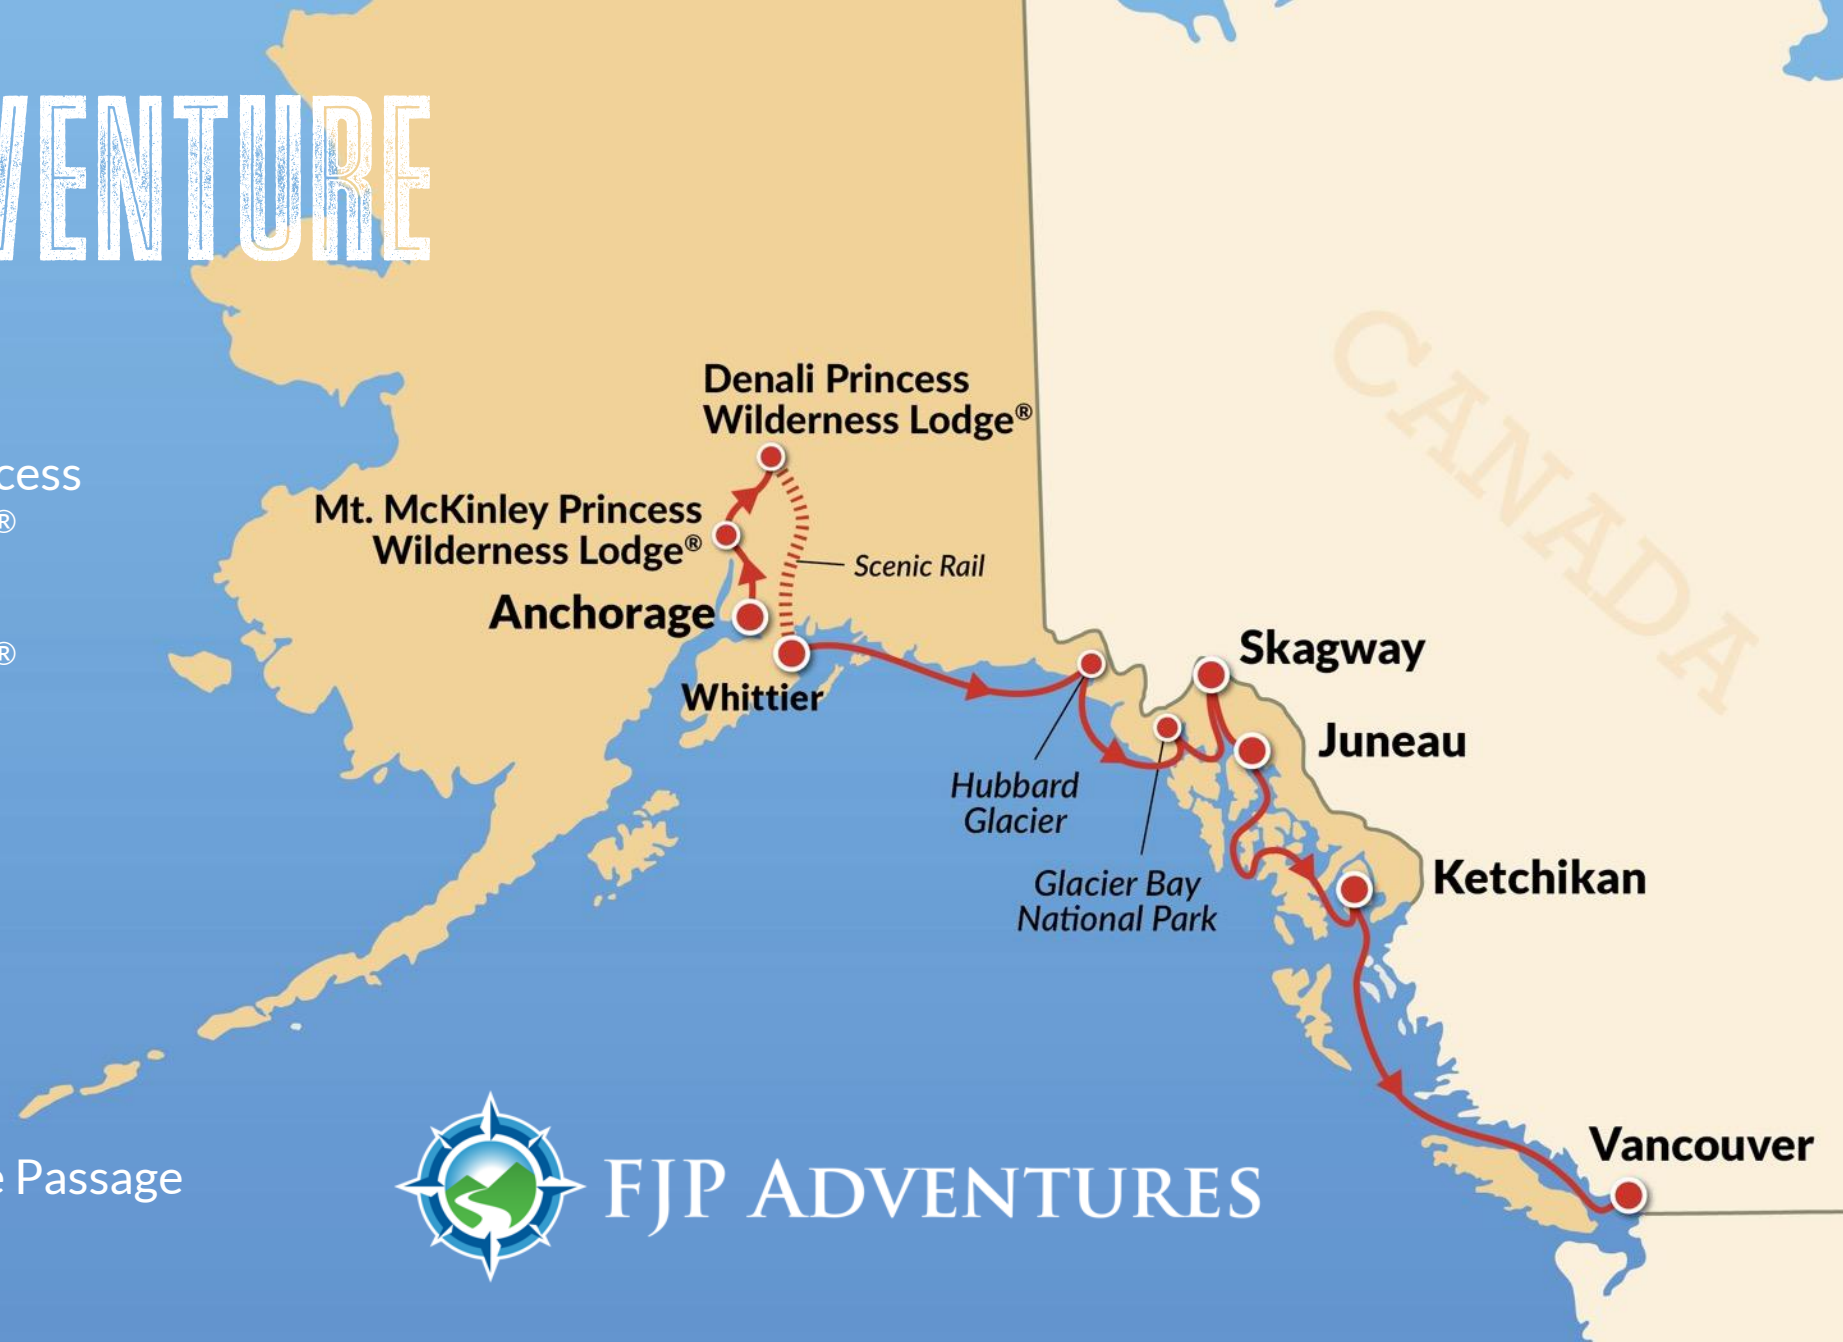 VENTURE
cess
®
®
e Passage
CANADA
Denali Princess
Wilderness Lodge®
Mt. McKinley Princess
Wilderness Lodge®
Scenic Rail
Anchorage
Whittier
Skagway
Juneau
Hubbard
Glacier
Glacier Bay
National Park
Ketchikan
Vancouver
FJP ADVENTURES